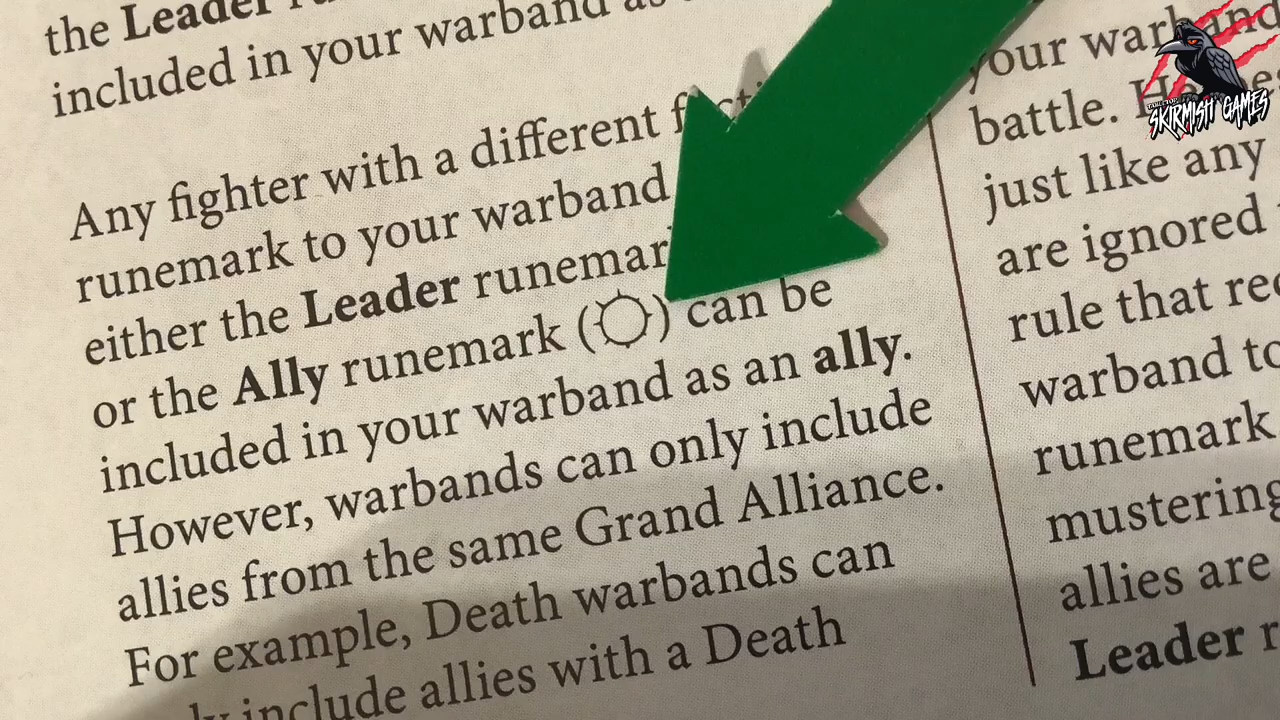 the Leader
included in your warband as
Any fighter with a different
runemark to your warband
either the Leader runemar
or the Ally runemark ( ) can be
included in your warband as an ally.
However, warbands can only include
allies from the same Grand Alliance.
For example, Death warbands can
include allies with a Death
your warband
battle.
just like any
are ignored
rule that
warband to
runemark
mustering
allies are
Leader
SKIRMISH GAMES